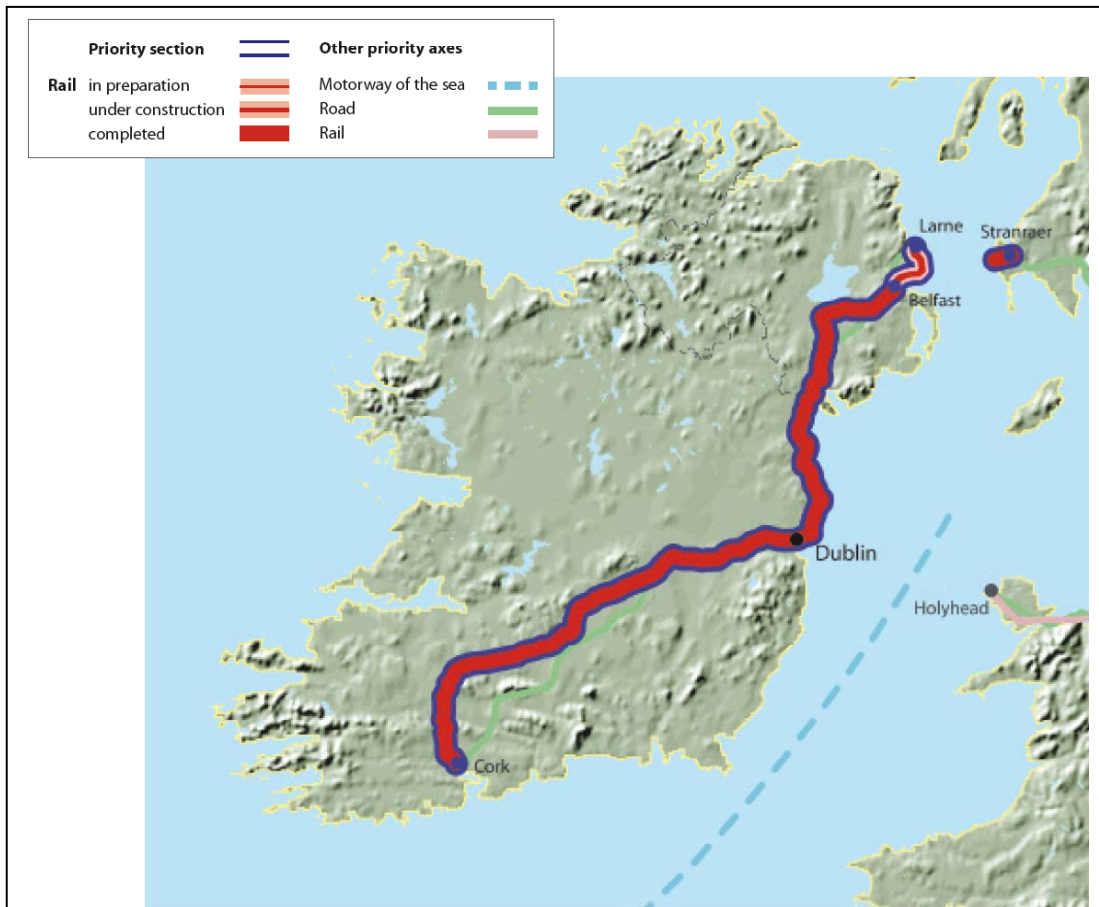 Priority section Other priority axes
Rail in preparation Motorway of the sea
under construction Road
completed Rail
Larne
Stranraer
Belfast
Dublin
Holyhead
Cork